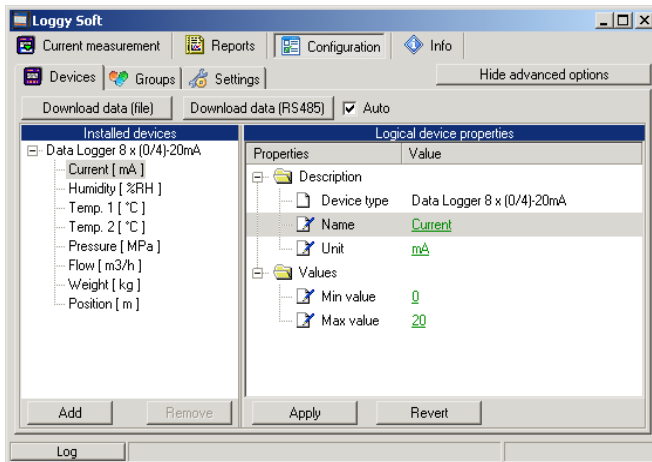 Loggy Soft
Current measurement Reports Configuration Info
Devices Groups Settings Hide advanced options
Download data (file) Download data (RS485) Auto
Installed devices Logical device properties
Data Logger 8 x (0/4)-20mA
Current [ mA ]
Humidity [ %RH ]
Temp. 1 [ °C ]
Temp. 2 [ °C ]
Pressure [ MPa ]
Flow [ m3/h ]
Weight [ kg ]
Position [ m ]
Properties Value
Description
Device type Data Logger 8 x (0/4)-20mA
Name Current
Unit mA
Values
Min value 0
Max value 20
Add Remove Apply Revert
Log